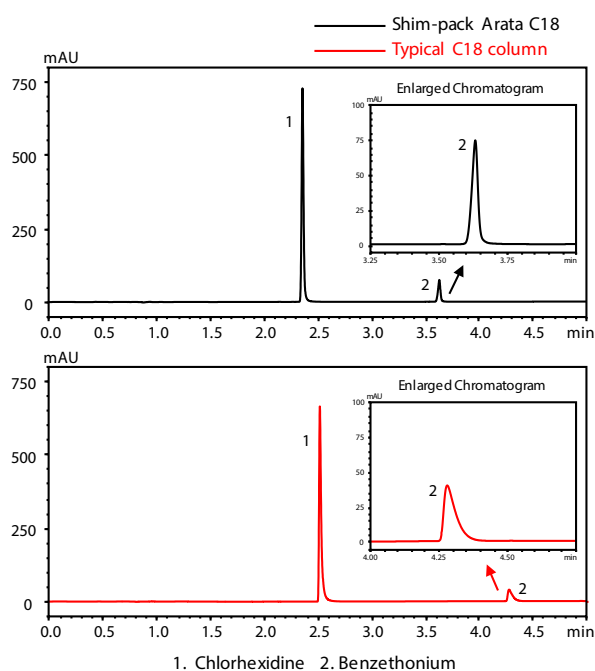 Shim-pack Arata C18
Typical C18 column
mAU
750
500
250
0
1
2
Enlarged Chromatogram
mAU
100
75
50
25
0
2
3.25 3.50 3.75 min
0.0 0.5 1.0 1.5 2.0 2.5 3.0 3.5 4.0 4.5 min
mAU
750
500
250
0
1
2
Enlarged Chromatogram
mAU
100
75
50
25
0
2
4.00 4.25 4.50 min
0.0 0.5 1.0 1.5 2.0 2.5 3.0 3.5 4.0 4.5 min
1. Chlorhexidine 2. Benzethonium